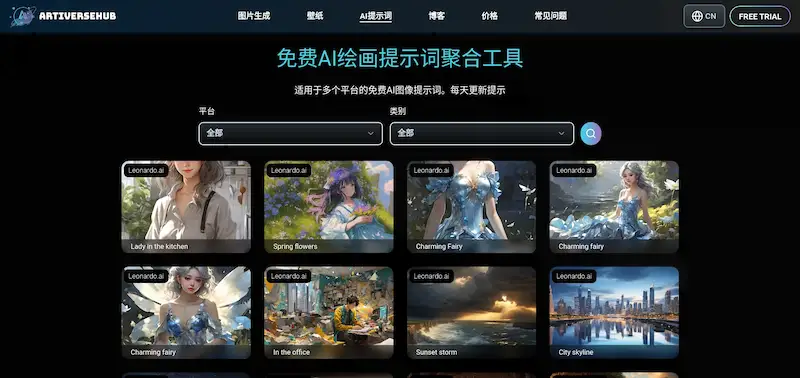 ARTIVERSEHUB
图片生成 壁纸 AI提示词 博客 价格 常见问题
CN FREE TRIAL
免费AI绘画提示词聚合工具
适用于多个平台的免费AI图像提示词。每天更新提示
平台 类别
全部 全部
Leonardo.ai Leonardo.ai Leonardo.ai Leonardo.ai
Lady in the kitchen Spring flowers Charming Fairy Charming fairy
Leonardo.ai Leonardo.ai Leonardo.ai Leonardo.ai
Charming fairy In the office Sunset storm City skyline